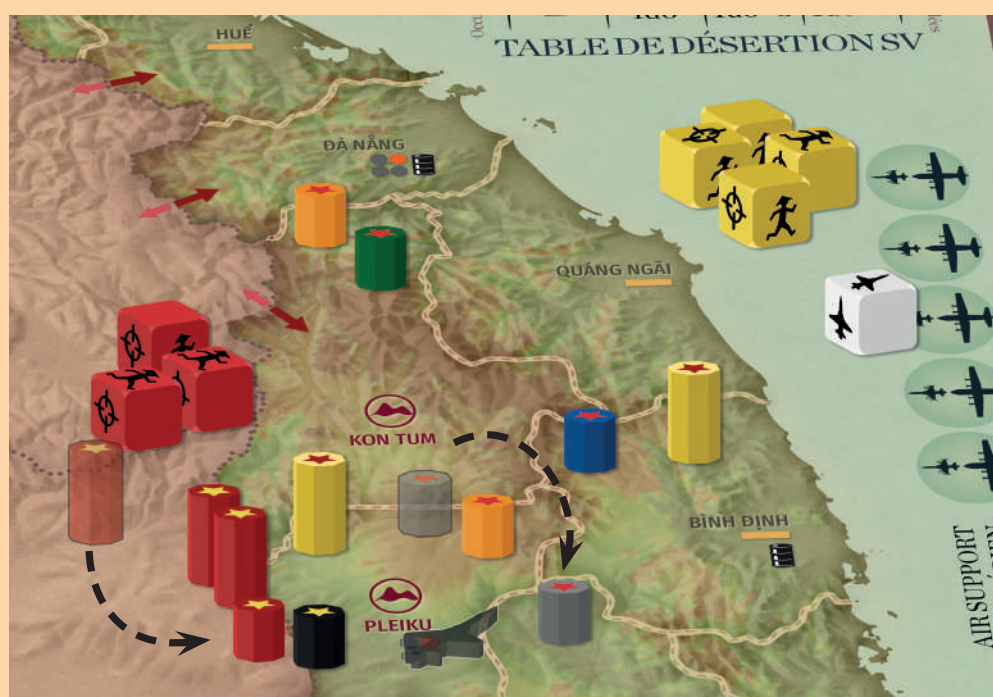 HUẾ
TABLE DE DÉSERTION SV
ĐÀ NẴNG
QUẢNG NGÃI
KON TUM
BÌNH ĐỊNH
PLEIKU
AIR SUPPORT